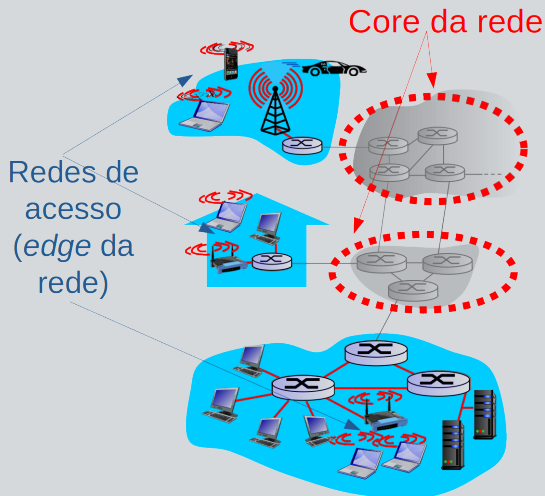 Core da rede
Redes de
acesso
(edge da
rede)